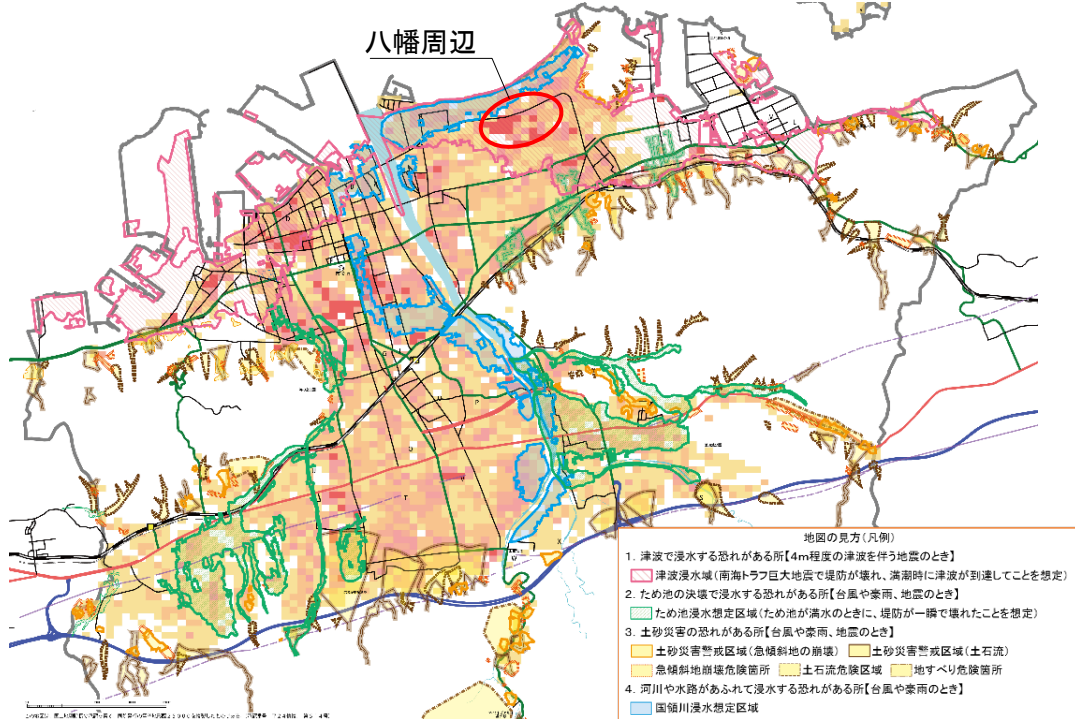 八幡周辺
地図の見方(凡例)
1. 津波で浸水する恐れがある所【4m程度の津波を伴う地震のとき】
津波浸水域(南海トラフ巨大地震で堤防が壊れ、満潮時に津波が到達してことを想定)
2. ため池の決壊で浸水する恐れがある所【台風や豪雨、地震のとき】
ため池浸水想定区域(ため池が満水のときに、堤防が一瞬で壊れたことを想定)
3. 土砂災害の恐れがある所【台風や豪雨、地震のとき】
土砂災害警戒区域(急傾斜地の崩壊) 土砂災害警戒区域(土石流)
急傾斜地崩壊危険箇所 土石流危険区域 地すべり危険箇所
4. 河川や水路があふれて浸水する恐れがある所【台風や豪雨のとき】
国領川浸水想定区域